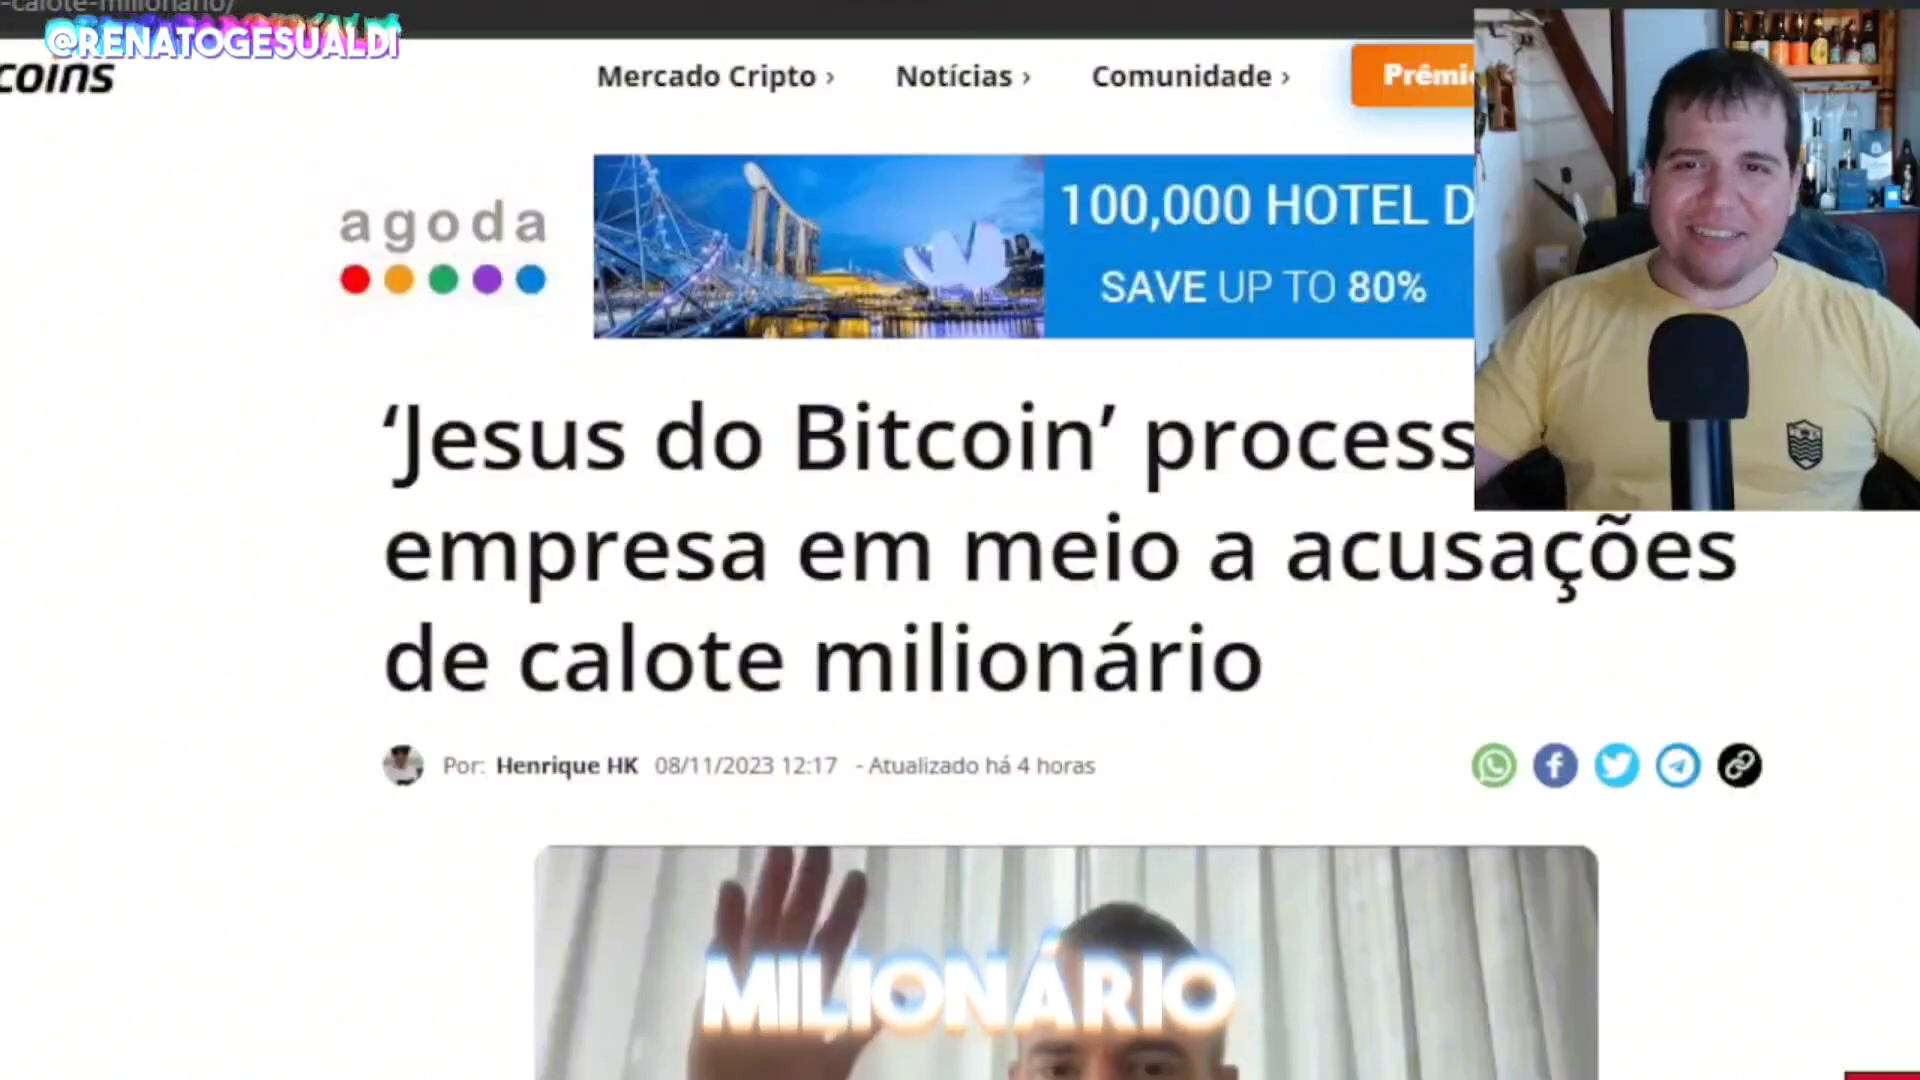 -calote-milionario/
@RENATOGESUALDI
coins
Mercado Cripto › Notícias › Comunidade ›
agoda
100,000 HOTEL D
SAVE UP TO 80%
‘Jesus do Bitcoin’ process
empresa em meio a acusações
de calote milionário
Por: Henrique HK 08/11/2023 12:17 - Atualizado há 4 horas
MILIONÁRIO